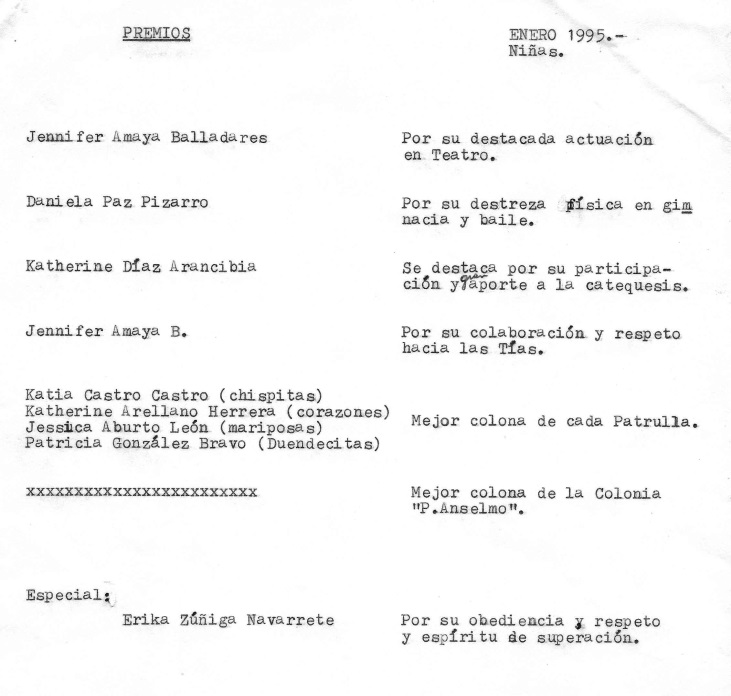 PREMIOS ENERO 1995.-
Niñas.
Jennifer Amaya Balladares Por su destacada actuación
en Teatro.
Daniela Paz Pizarro Por su destreza física en gim
nacia y baile.
Katherine Díaz Arancibia Se destaca por su participa-
ción y gran aporte a la catequesis.
Jennifer Amaya B. Por su colaboración y respeto
hacia las Tías.
Katia Castro Castro (chispitas)
Katherine Arellano Herrera (corazones)
Jessica Aburto León (mariposas)
Patricia González Bravo (Duendecitas)
Mejor colona de cada Patrulla.
xxxxxxxxxxxxxxxxxxxxxxxx Mejor colona de la Colonia
"P.Anselmo".
Especial:
Erika Zúñiga Navarrete Por su obediencia y respeto
y espíritu de superación.